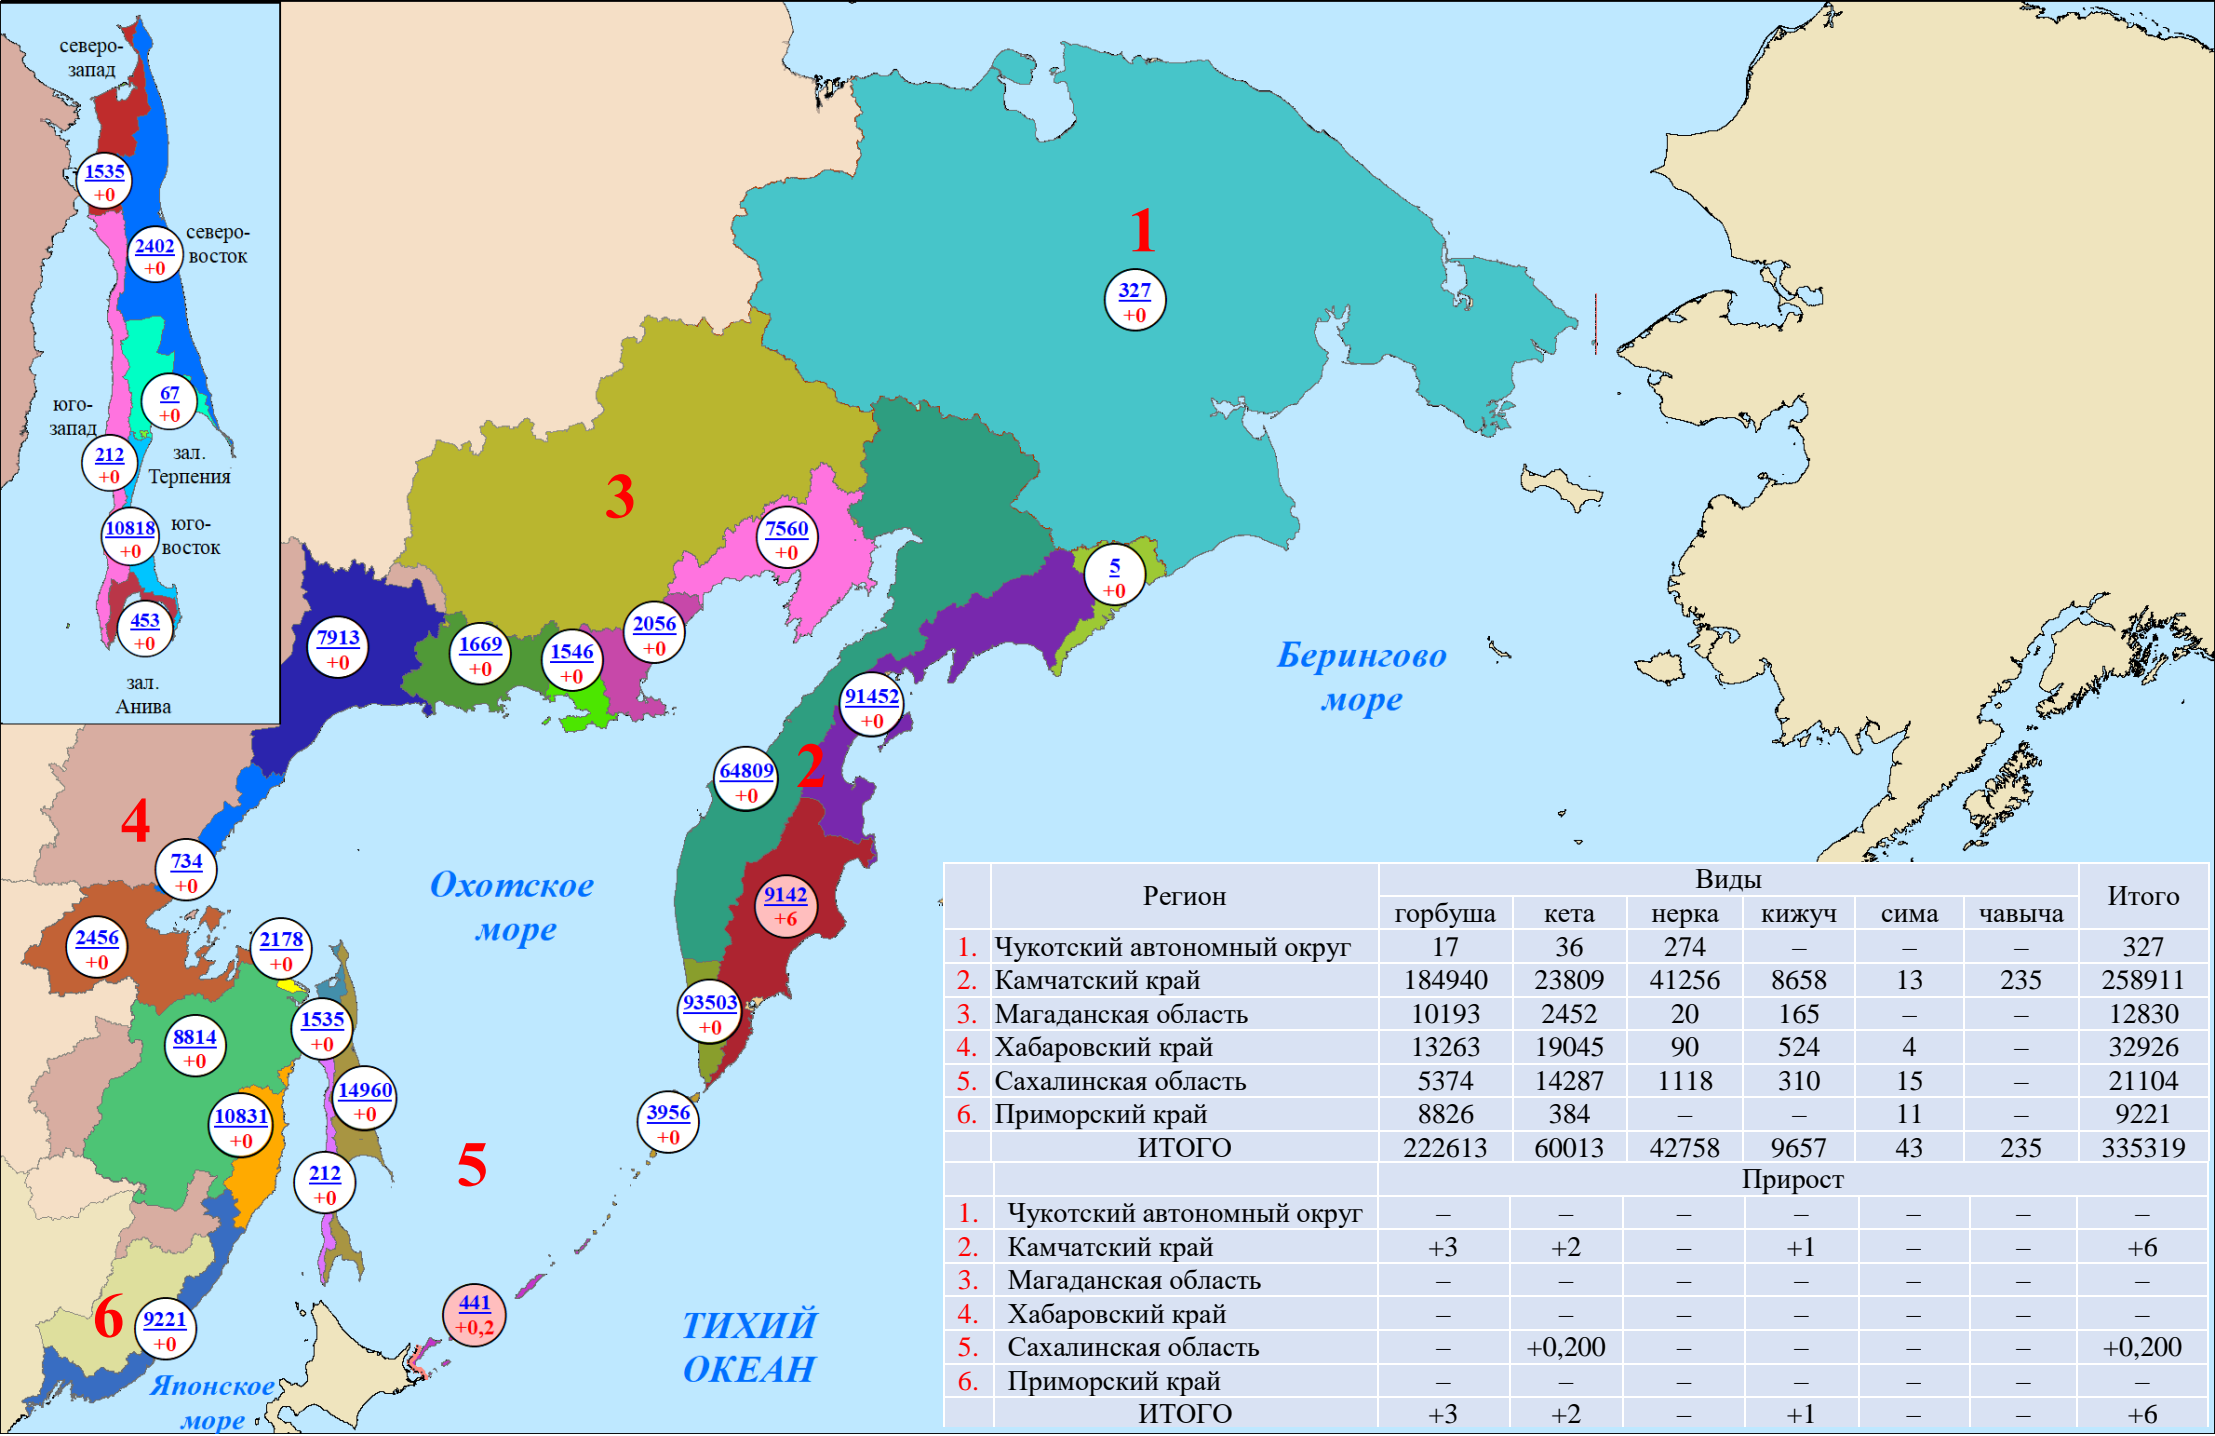 северо-
запад
1535
+0
2402
+0
северо-
восток
67
+0
юго-
запад
212
+0
зал.
Терпения
10818
+0
юго-
восток
453
+0
зал.
Анива
1
327
+0
3
7560
+0
5
+0
7913
+0
1669
+0
1546
+0
2056
+0
Берингово
море
91452
+0
64809
+0
2
4
734
+0
Охотское
море
9142
+6
2456
+0
2178
+0
93503
+0
1535
+0
8814
+0
14960
+0
10831
+0
3956
+0
5
212
+0
6
9221
+0
441
+0,2
ТИХИЙ
ОКЕАН
Японское
море
Регион Виды Итого
горбуша кета нерка кижуч сима чавыча
1. Чукотский автономный округ 17 36 274 – – – 327
2. Камчатский край 184940 23809 41256 8658 13 235 258911
3. Магаданская область 10193 2452 20 165 – – 12830
4. Хабаровский край 13263 19045 90 524 4 – 32926
5. Сахалинская область 5374 14287 1118 310 15 – 21104
6. Приморский край 8826 384 – – 11 – 9221
ИТОГО 222613 60013 42758 9657 43 235 335319
Прирост
1. Чукотский автономный округ – – – – – – –
2. Камчатский край +3 +2 – +1 – – +6
3. Магаданская область – – – – – – –
4. Хабаровский край – – – – – – –
5. Сахалинская область – +0,200 – – – – +0,200
6. Приморский край – – – – – – –
ИТОГО +3 +2 – +1 – – +6